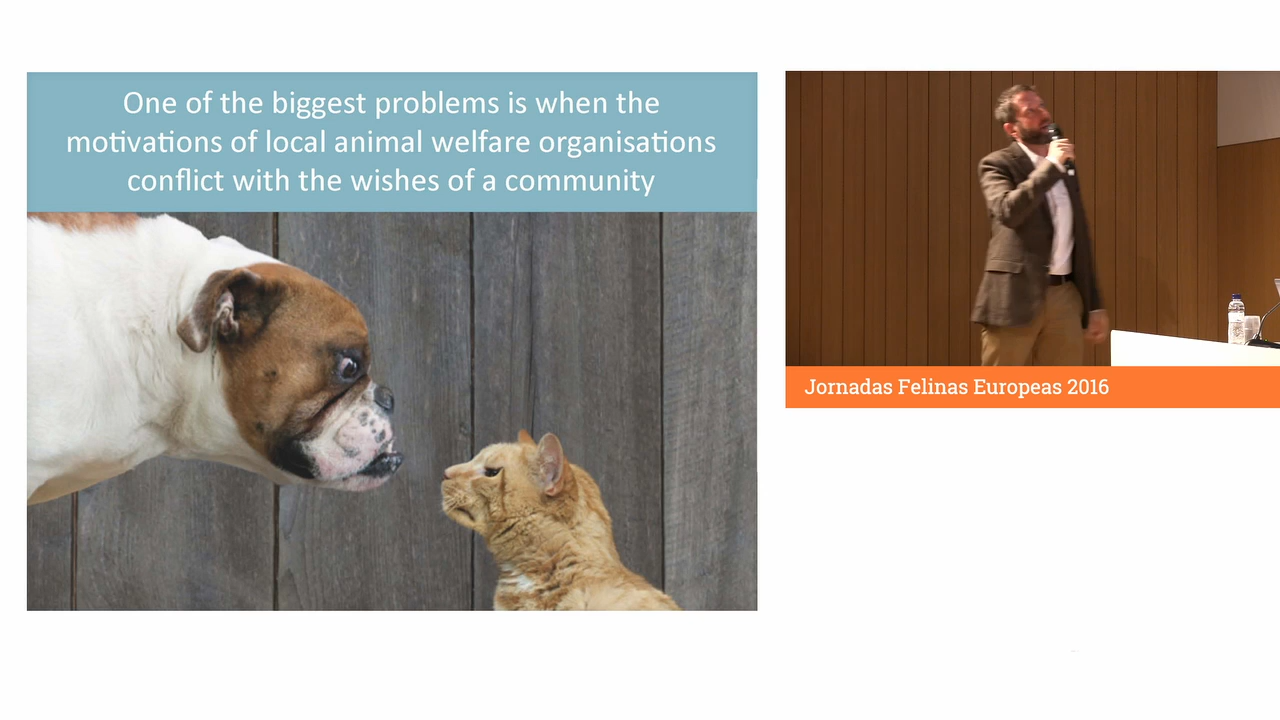 One of the biggest problems is when the
motivations of local animal welfare organisations
conflict with the wishes of a community
Jornadas Felinas Europeas 2016